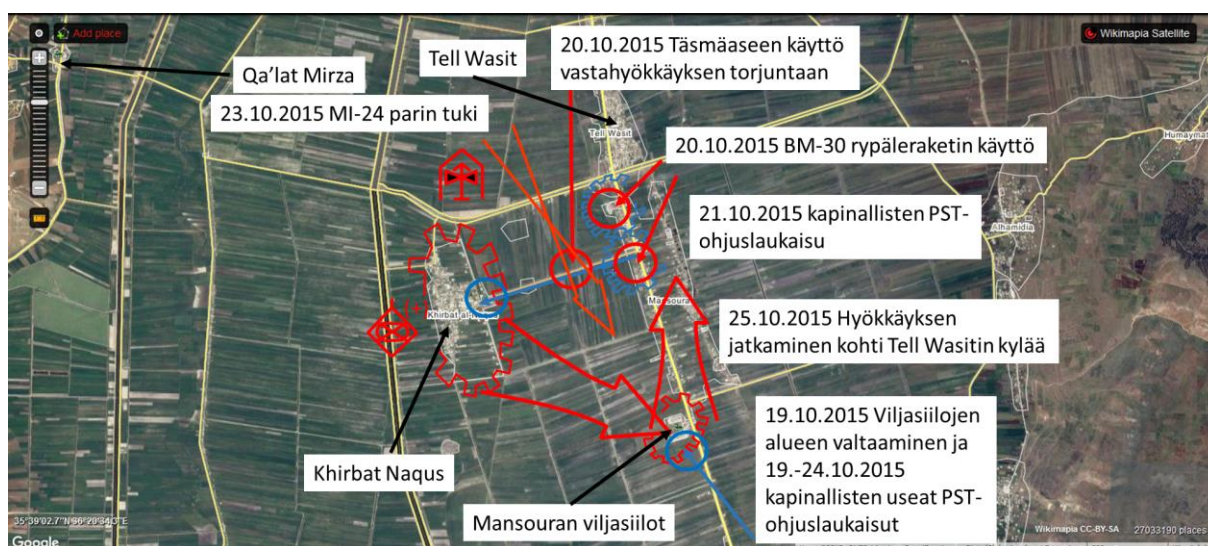 Add place
Wikimapia Satellite
Qa'lat Mirza
Tell Wasit
20.10.2015 Täsmäaseen käyttö
vastahyökkäyksen torjuntaan
23.10.2015 MI-24 parin tuki
Tell Wasit
20.10.2015 BM-30 rypäleraketin käyttö
21.10.2015 kapinallisten PST-
ohjuslaukaisu
Alhamidia
Mansoura
Khirbat al-Naqus
25.10.2015 Hyökkäyksen
jatkaminen kohti Tell Wasitin kylää
19.10.2015 Viljasiilojen
alueen valtaaminen ja
19.-24.10.2015
kapinallisten useat PST-
ohjuslaukaisut
Khirbat Naqus
Mansouran viljasiilot
Wikimapia CC-BY-SA
27033190 places
Google